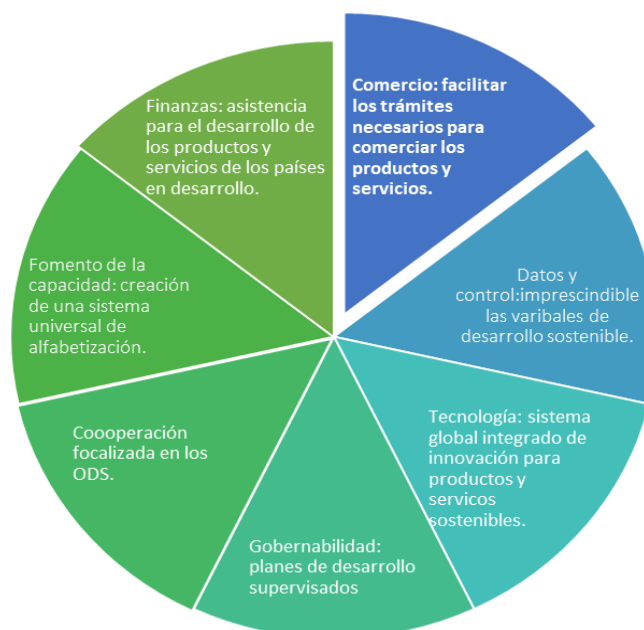 Comercio: facilitar
los trámites
necesarios para
comerciar los
productos y
servicios.
Datos y
control:imprescindible
las varibales de
desarrollo sostenible.
Tecnología: sistema
global integrado de
innovación para
productos y
servicos
sostenibles.
Gobernabilidad:
planes de desarrollo
supervisados
Coooperación
focalizada en los
ODS.
Fomento de la
capacidad: creación
de una sistema
universal de
alfabetización.
Finanzas: asistencia
para el desarrollo de
los productos y
servicios de los países
en desarrollo.